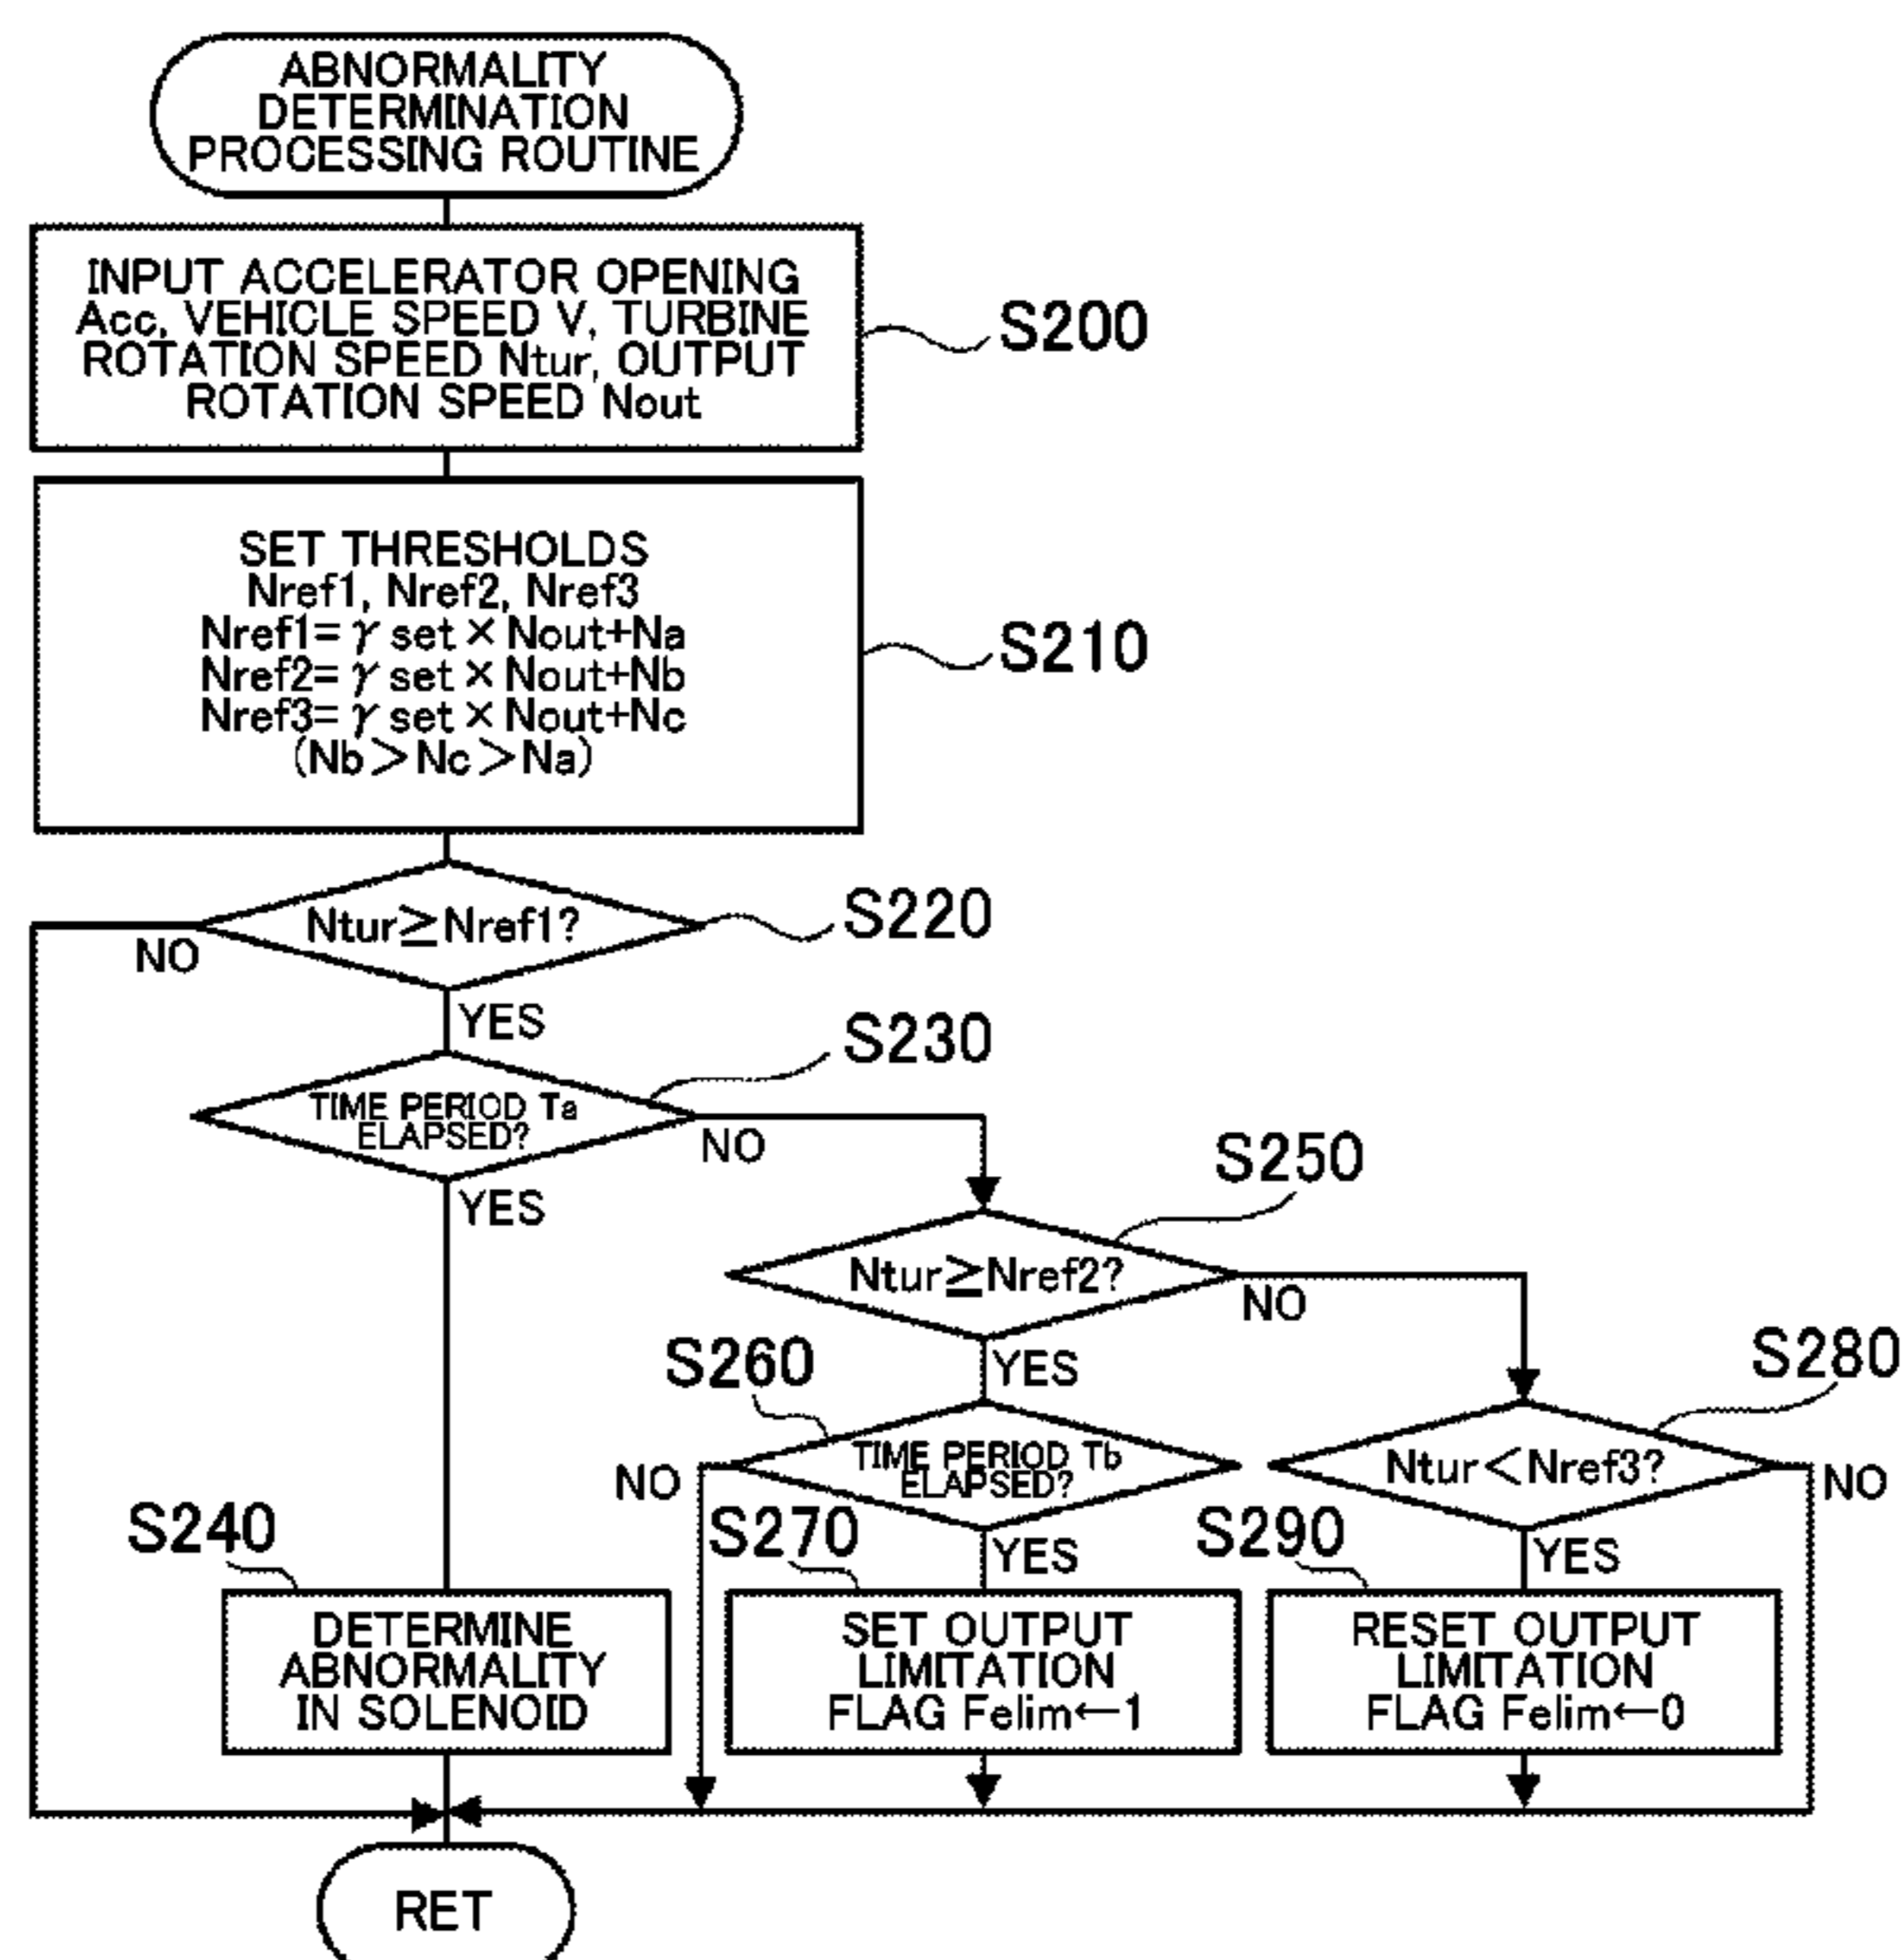 ABNORMALITY
DETERMINATION
PROCESSING ROUTINE
INPUT ACCELERATOR OPENING
Acc, VEHICLE SPEED V, TURBINE
ROTATION SPEED Ntur, OUTPUT
ROTATION SPEED Nout
S200
SET THRESHOLDS
Nref1, Nref2, Nref3
Nref1=γset×Nout+Na
Nref2=γset×Nout+Nb
Nref3=γset×Nout+Nc
(Nb>Nc>Na)
S210
Ntur≧Nref1?
S220
NO
YES
TIME PERIOD Ta
ELAPSED?
S230
NO
YES
Ntur≧Nref2?
S250
NO
YES
TIME PERIOD Tb
ELAPSED?
S260
NO
YES
Ntur<Nref3?
S280
NO
YES
S240
DETERMINE
ABNORMALITY
IN SOLENOID
S270
SET OUTPUT
LIMITATION
FLAG Felim←1
S290
RESET OUTPUT
LIMITATION
FLAG Felim←0
RET